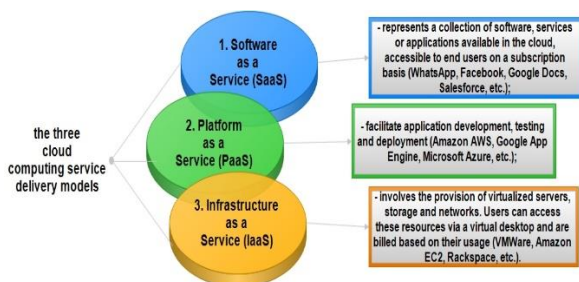 the three
cloud
computing service
delivery models
1. Software
as a
Service (SaaS)
- represents a collection of software, services
or applications available in the cloud,
accessible to end users on a subscription
basis (WhatsApp, Facebook, Google Docs,
Salesforce, etc.);
2. Platform
as a
Service (PaaS)
- facilitate application development, testing
and deployment (Amazon AWS, Google App
Engine, Microsoft Azure, etc.);
3. Infrastructure
as a
Service (IaaS)
- involves the provision of virtualized servers,
storage and networks. Users can access
these resources via a virtual desktop and are
billed based on their usage (VMWare, Amazon
EC2, Rackspace, etc.).